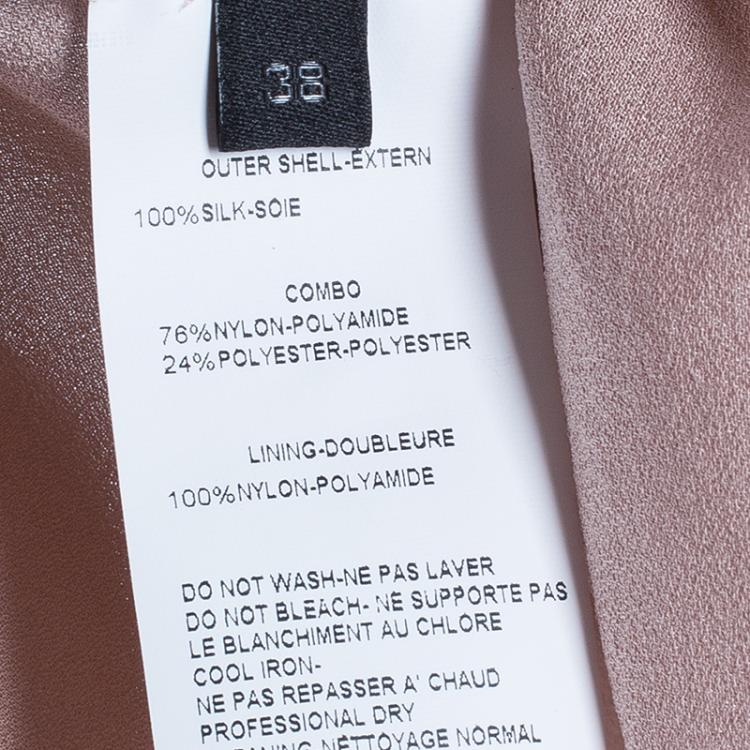 38
OUTER SHELL-EXTERN
100%SILK-SOIE
COMBO
76%NYLON-POLYAMIDE
24%POLYESTER-POLYESTER
LINING-DOUBLEURE
100%NYLON-POLYAMIDE
DO NOT WASH-NE PAS LAVER
DO NOT BLEACH- NE SUPPORTE PAS
LE BLANCHIMENT AU CHLORE
COOL IRON-
NE PAS REPASSER A' CHAUD
PROFESSIONAL DRY
NETTOYAGE NORMAL